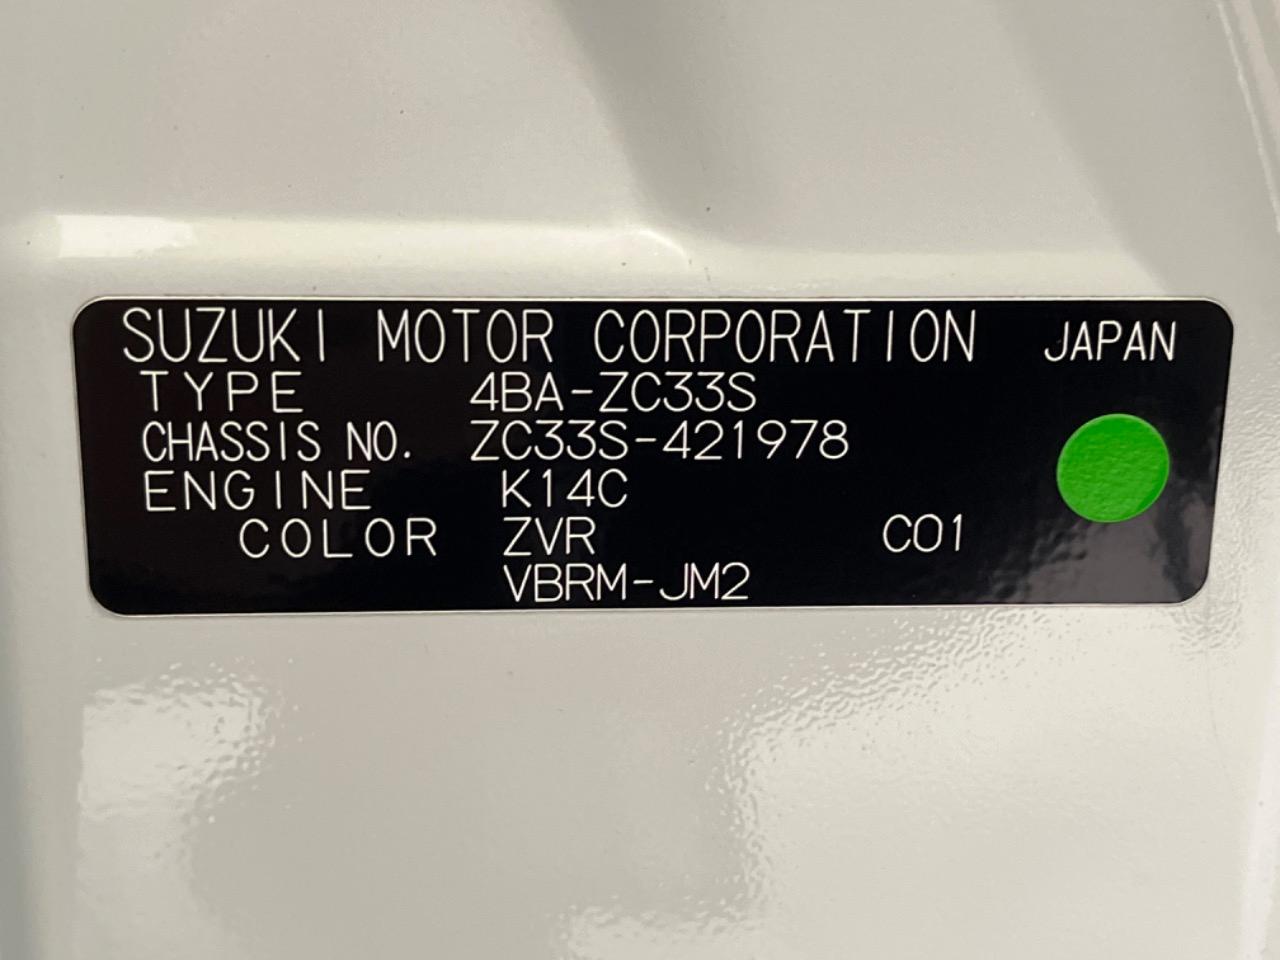 SUZUKI MOTOR CORPORATION JAPAN
TYPE 4BA-ZC33S
CHASSIS NO. ZC33S-421978
ENGINE K14C
COLOR ZVR C01
VBRM-JM2